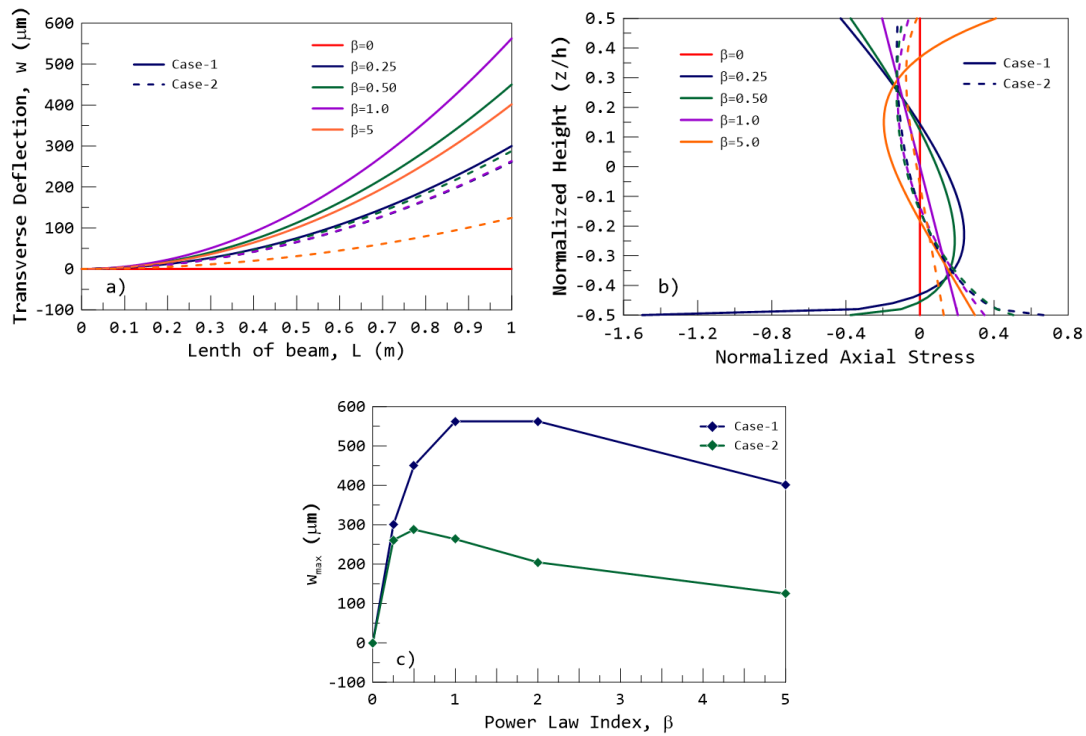 600
500
400
300
200
100
0
-100
Transverse Deflection, w (μm)
Case-1
Case-2
β=0
β=0.25
β=0.50
β=1.0
β=5
a)
0 0.1 0.2 0.3 0.4 0.5 0.6 0.7 0.8 0.9 1
Lenth of beam, L (m)
0.5
0.4
0.3
0.2
0.1
0
-0.1
-0.2
-0.3
-0.4
-0.5
Normalized Height (z/h)
β=0
β=0.25
β=0.50
β=1.0
β=5.0
Case-1
Case-2
b)
-1.6 -1.2 -0.8 -0.4 0 0.4 0.8
Normalized Axial Stress
600
500
400
300
200
100
0
-100
wmax (μm)
Case-1
Case-2
c)
0 1 2 3 4 5
Power Law Index, β